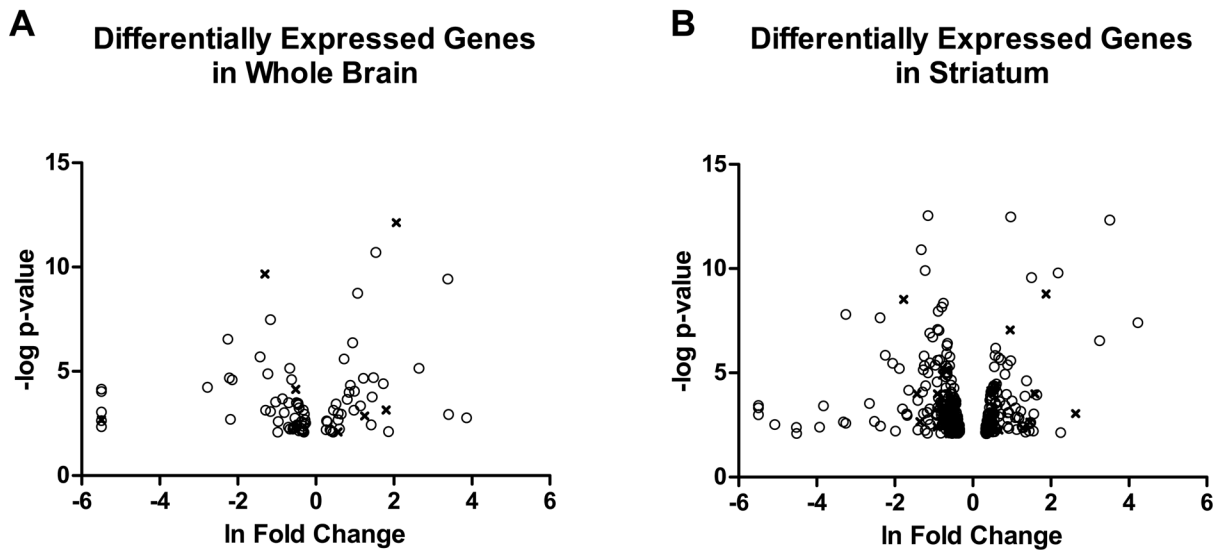 A
Differentially Expressed Genes
in Whole Brain
15
10
5
0
-log p-value
-6
-4
-2
0
2
4
6
ln Fold Change
B
Differentially Expressed Genes
in Striatum
15
10
5
0
-log p-value
-6
-4
-2
0
2
4
6
ln Fold Change